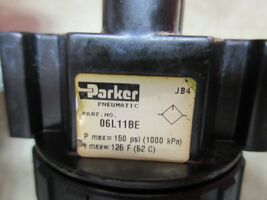 Parker
PNEUMATIC
JB4
PART. NO.
06L11BE
P max= 150 psi (1000 kPa)
max= 125 F (52 C)